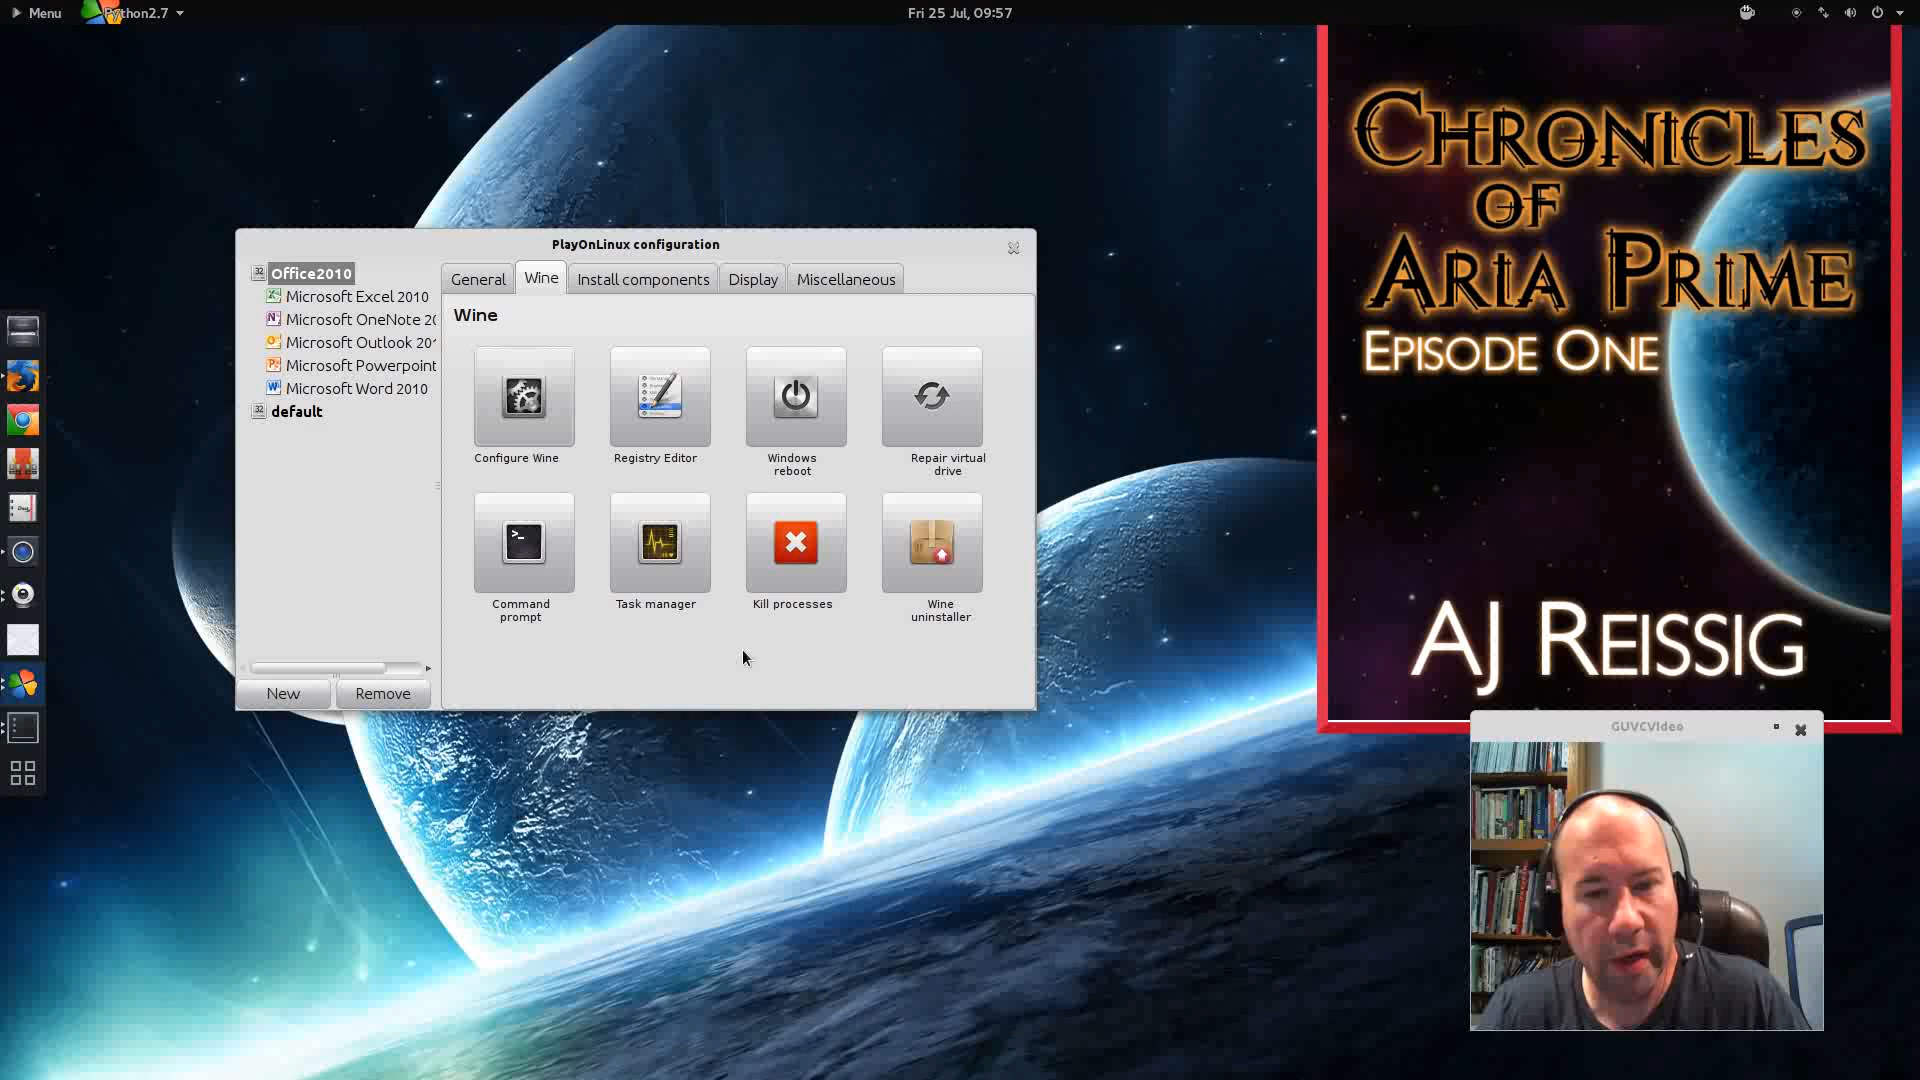 Menu
Python2.7
Fri 25 Jul, 09:57
PlayOnLinux configuration
Office2010
Microsoft Excel 2010
Microsoft OneNote 20
Microsoft Outlook 201
Microsoft Powerpoint
Microsoft Word 2010
default
New
Remove
General
Wine
Install components
Display
Miscellaneous
Wine
Configure Wine
Registry Editor
Windows
reboot
Repair virtual
drive
Command
prompt
Task manager
Kill processes
Wine
uninstaller
Chronicles
of
Aria Prime
Episode One
AJ Reissig
GUVCVideo